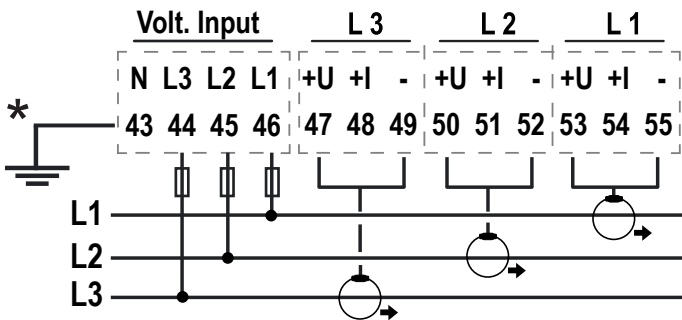 Volt. Input L 3 L 2 L 1
N L3 L2 L1 +U +I - +U +I - +U +I -
* 43 44 45 46 47 48 49 50 51 52 53 54 55
L1
L2
L3